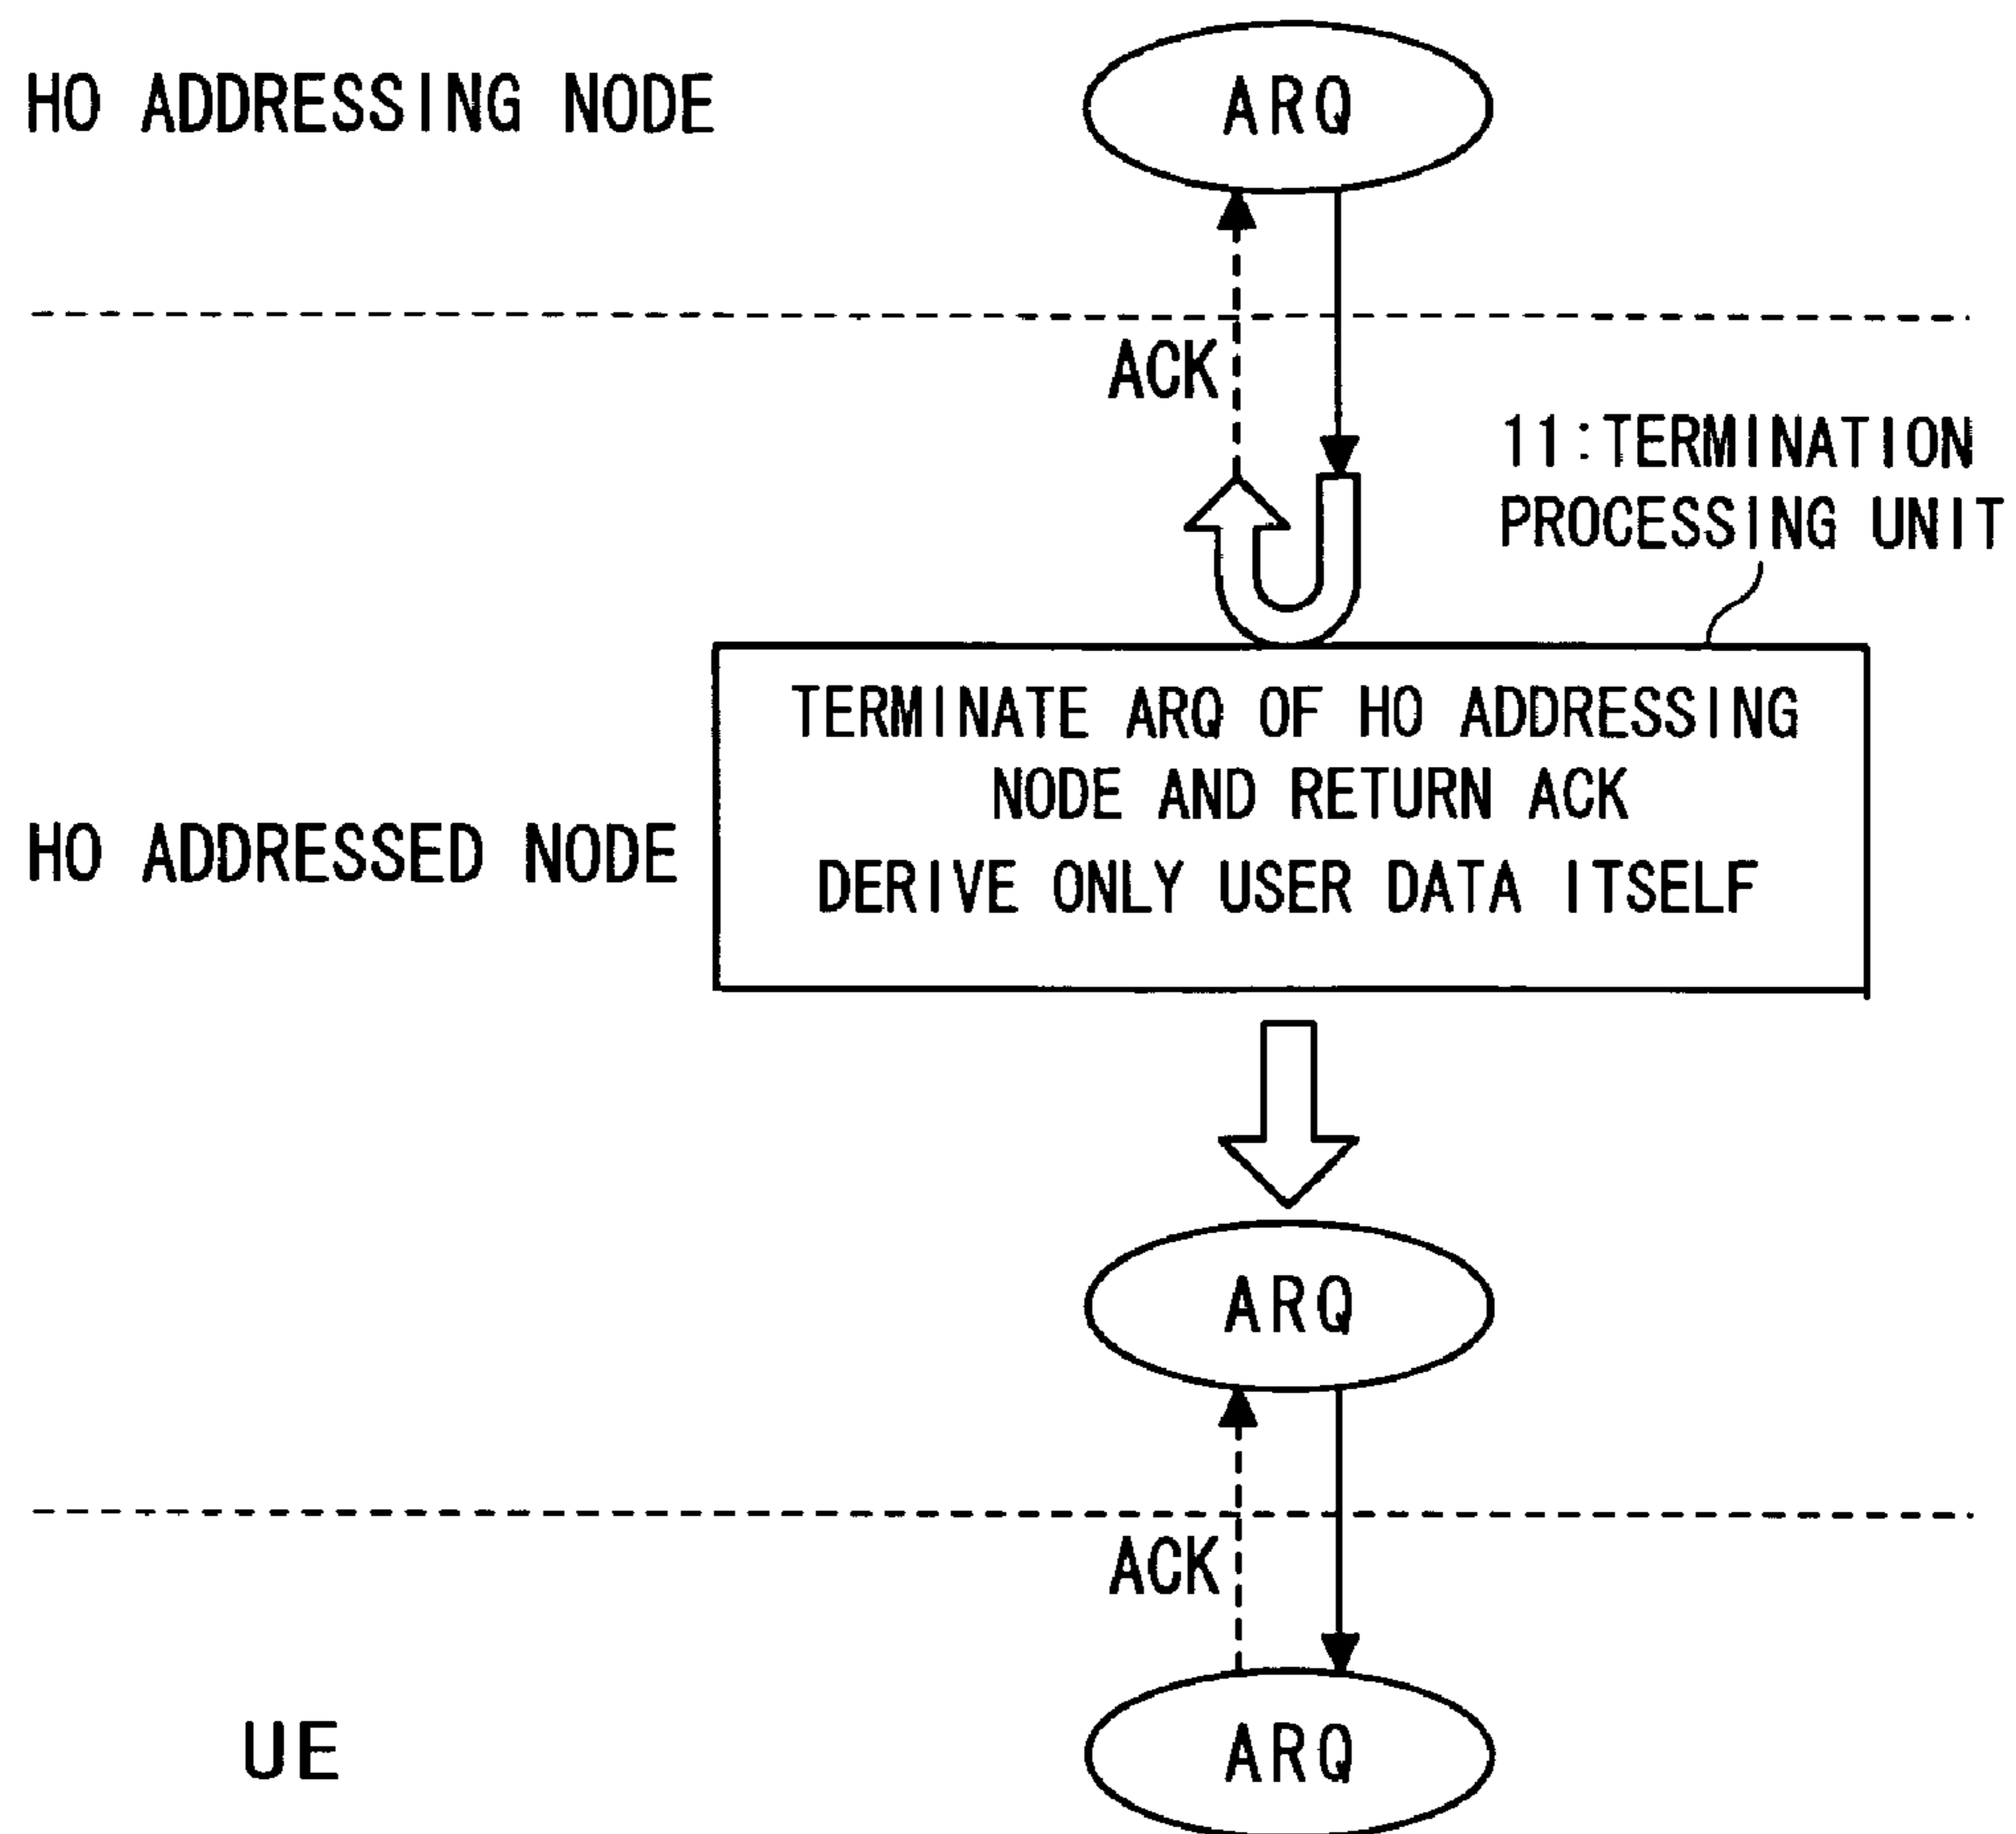 HO ADDRESSING NODE
ARQ
ACK
11:TERMINATION
PROCESSING UNIT
TERMINATE ARQ OF HO ADDRESSING
NODE AND RETURN ACK
DERIVE ONLY USER DATA ITSELF
HO ADDRESSED NODE
ARQ
ACK
UE
ARQ